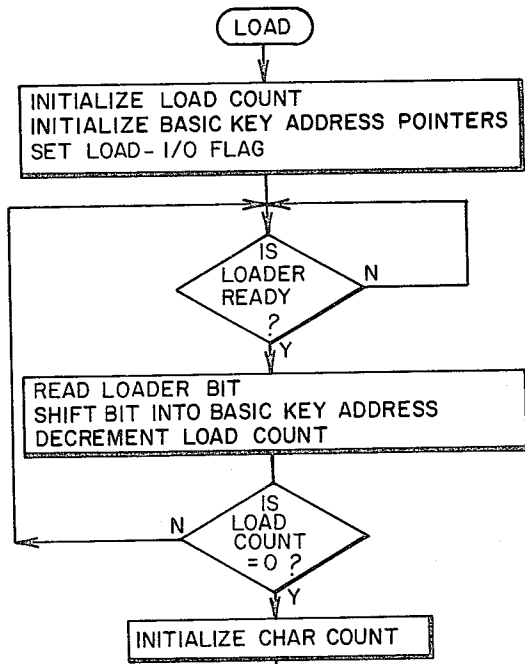 LOAD
INITIALIZE LOAD COUNT
INITIALIZE BASIC KEY ADDRESS POINTERS
SET LOAD-I/O FLAG
IS
LOADER
READY
?
N
Y
READ LOADER BIT
SHIFT BIT INTO BASIC KEY ADDRESS
DECREMENT LOAD COUNT
IS
LOAD
COUNT
=0 ?
N
Y
INITIALIZE CHAR COUNT